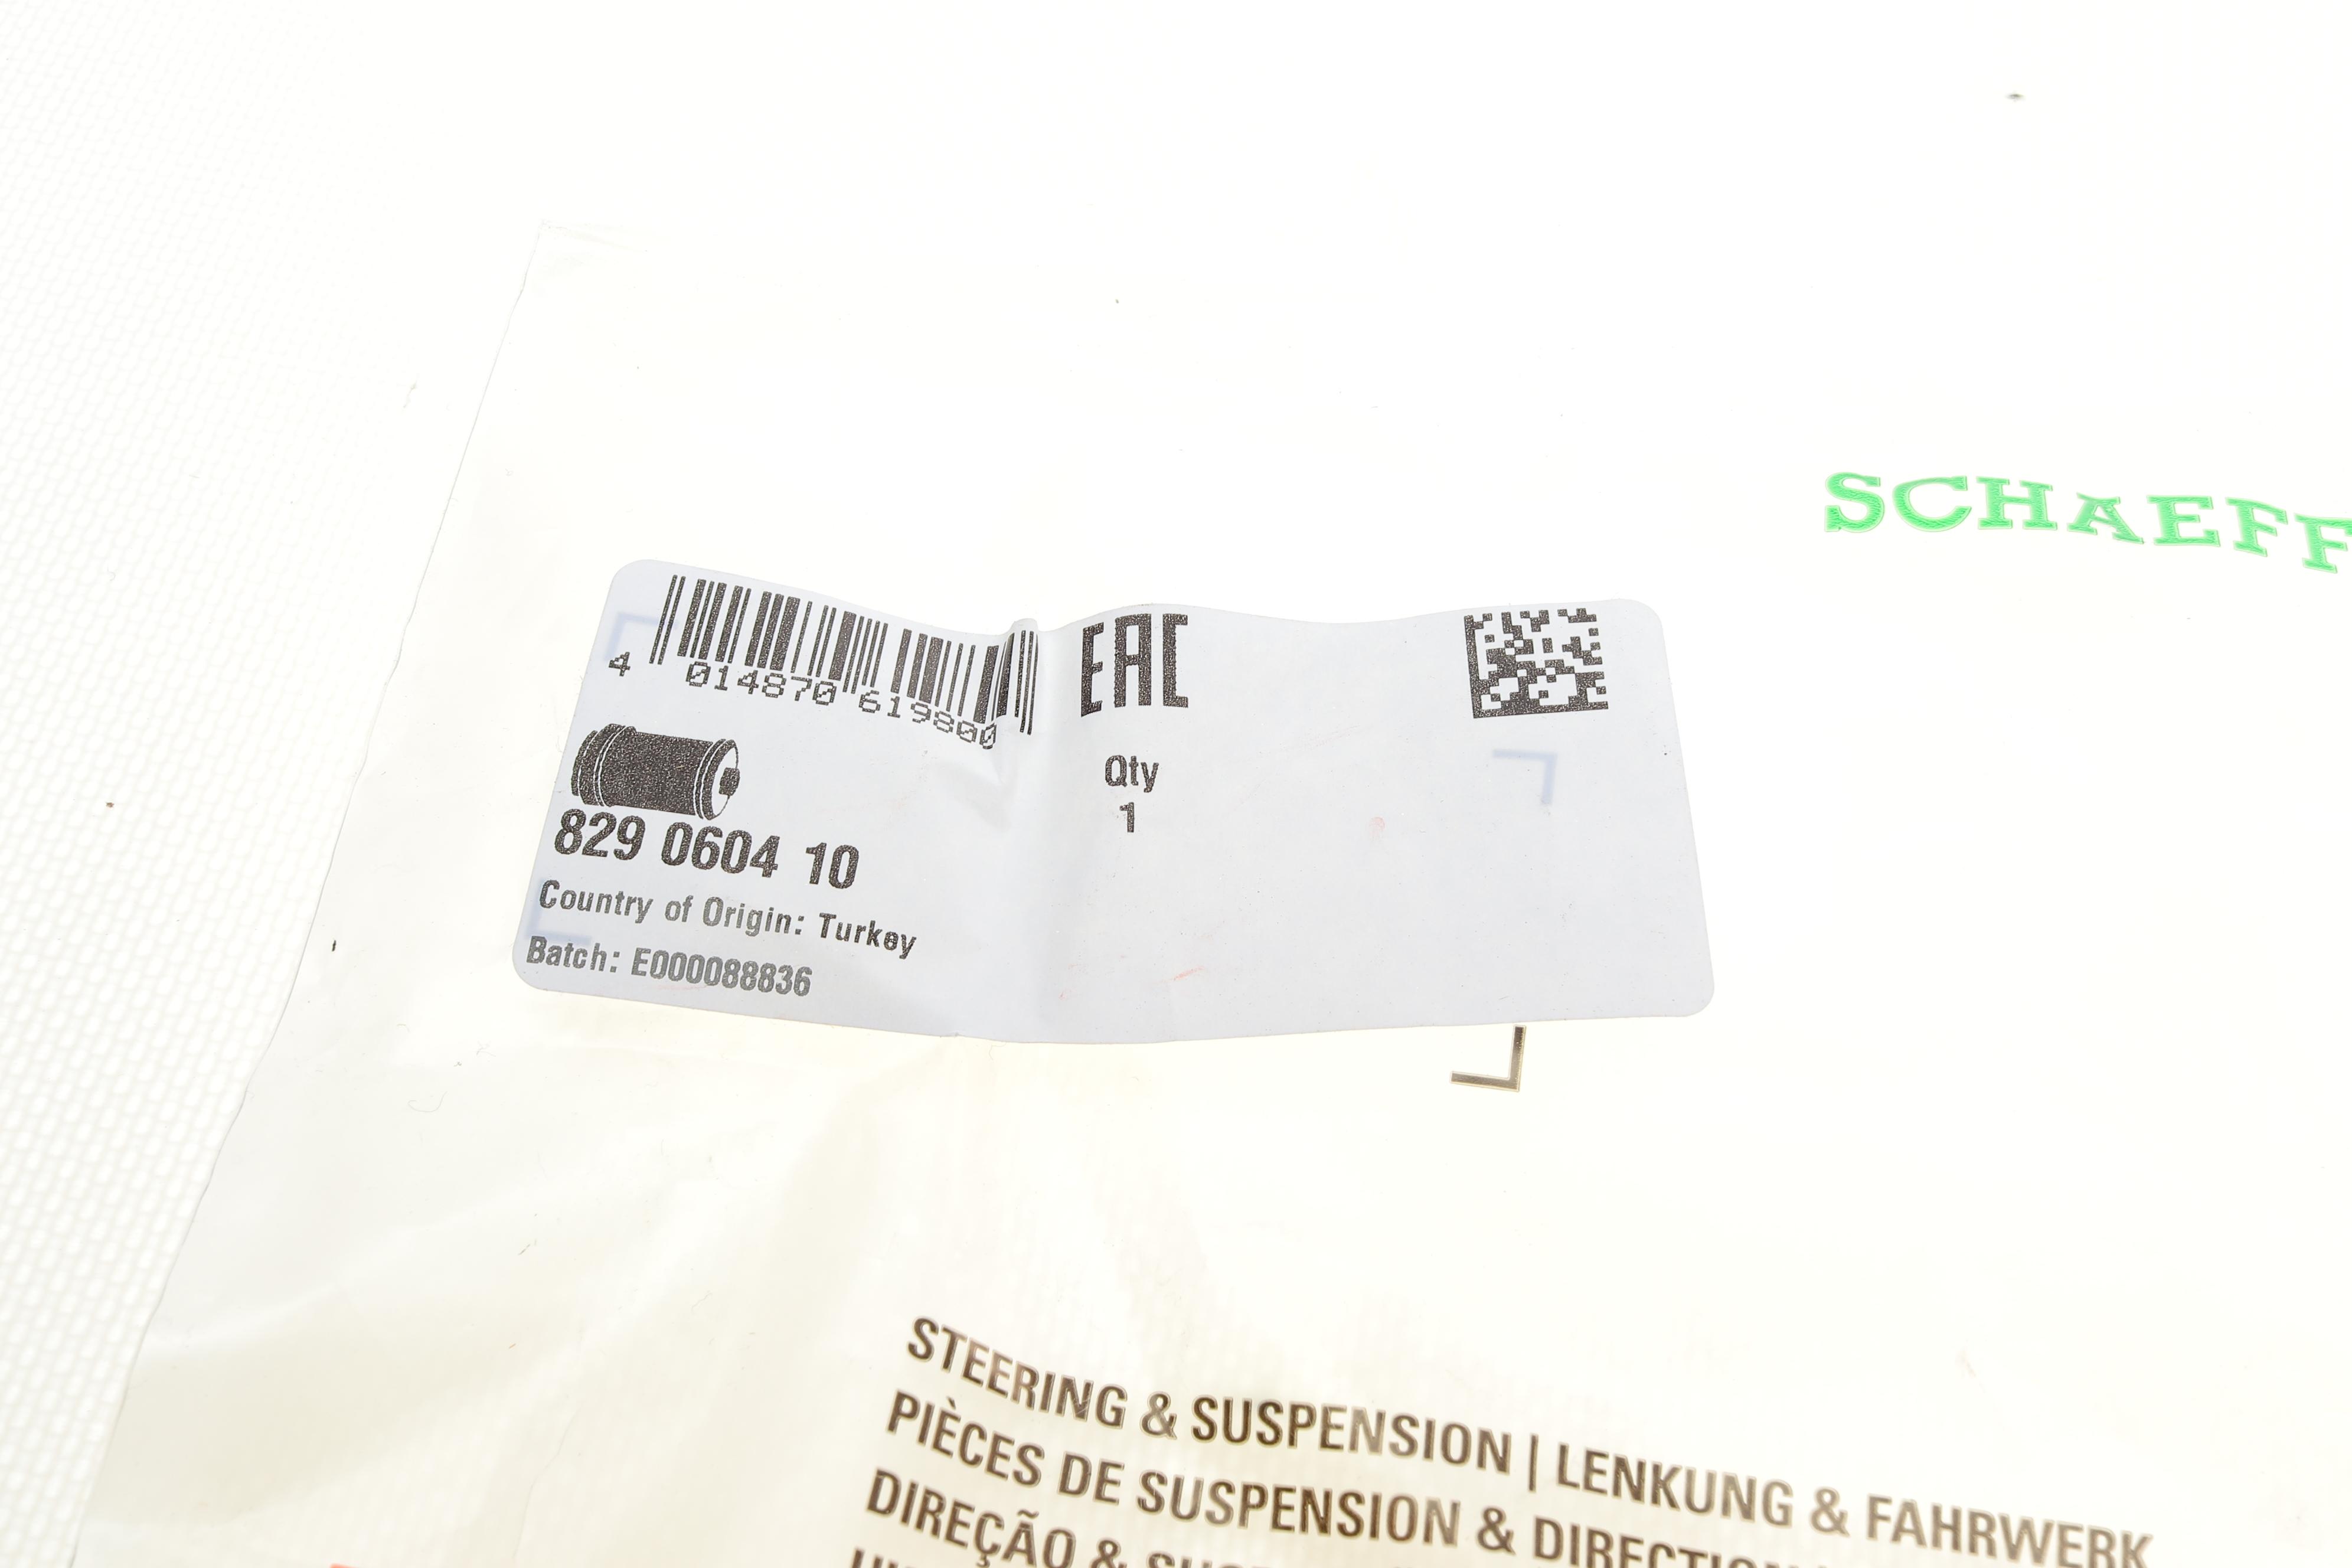 SCHAEFF
4 014870 619800
EAC
Qty
1
829 0604 10
Country of Origin: Turkey
Batch: E000088836
STEERING & SUSPENSION | LENKUNG & FAHRWERK
PIÈCES DE SUSPENSION & DIRECTION
DIREÇÃO &